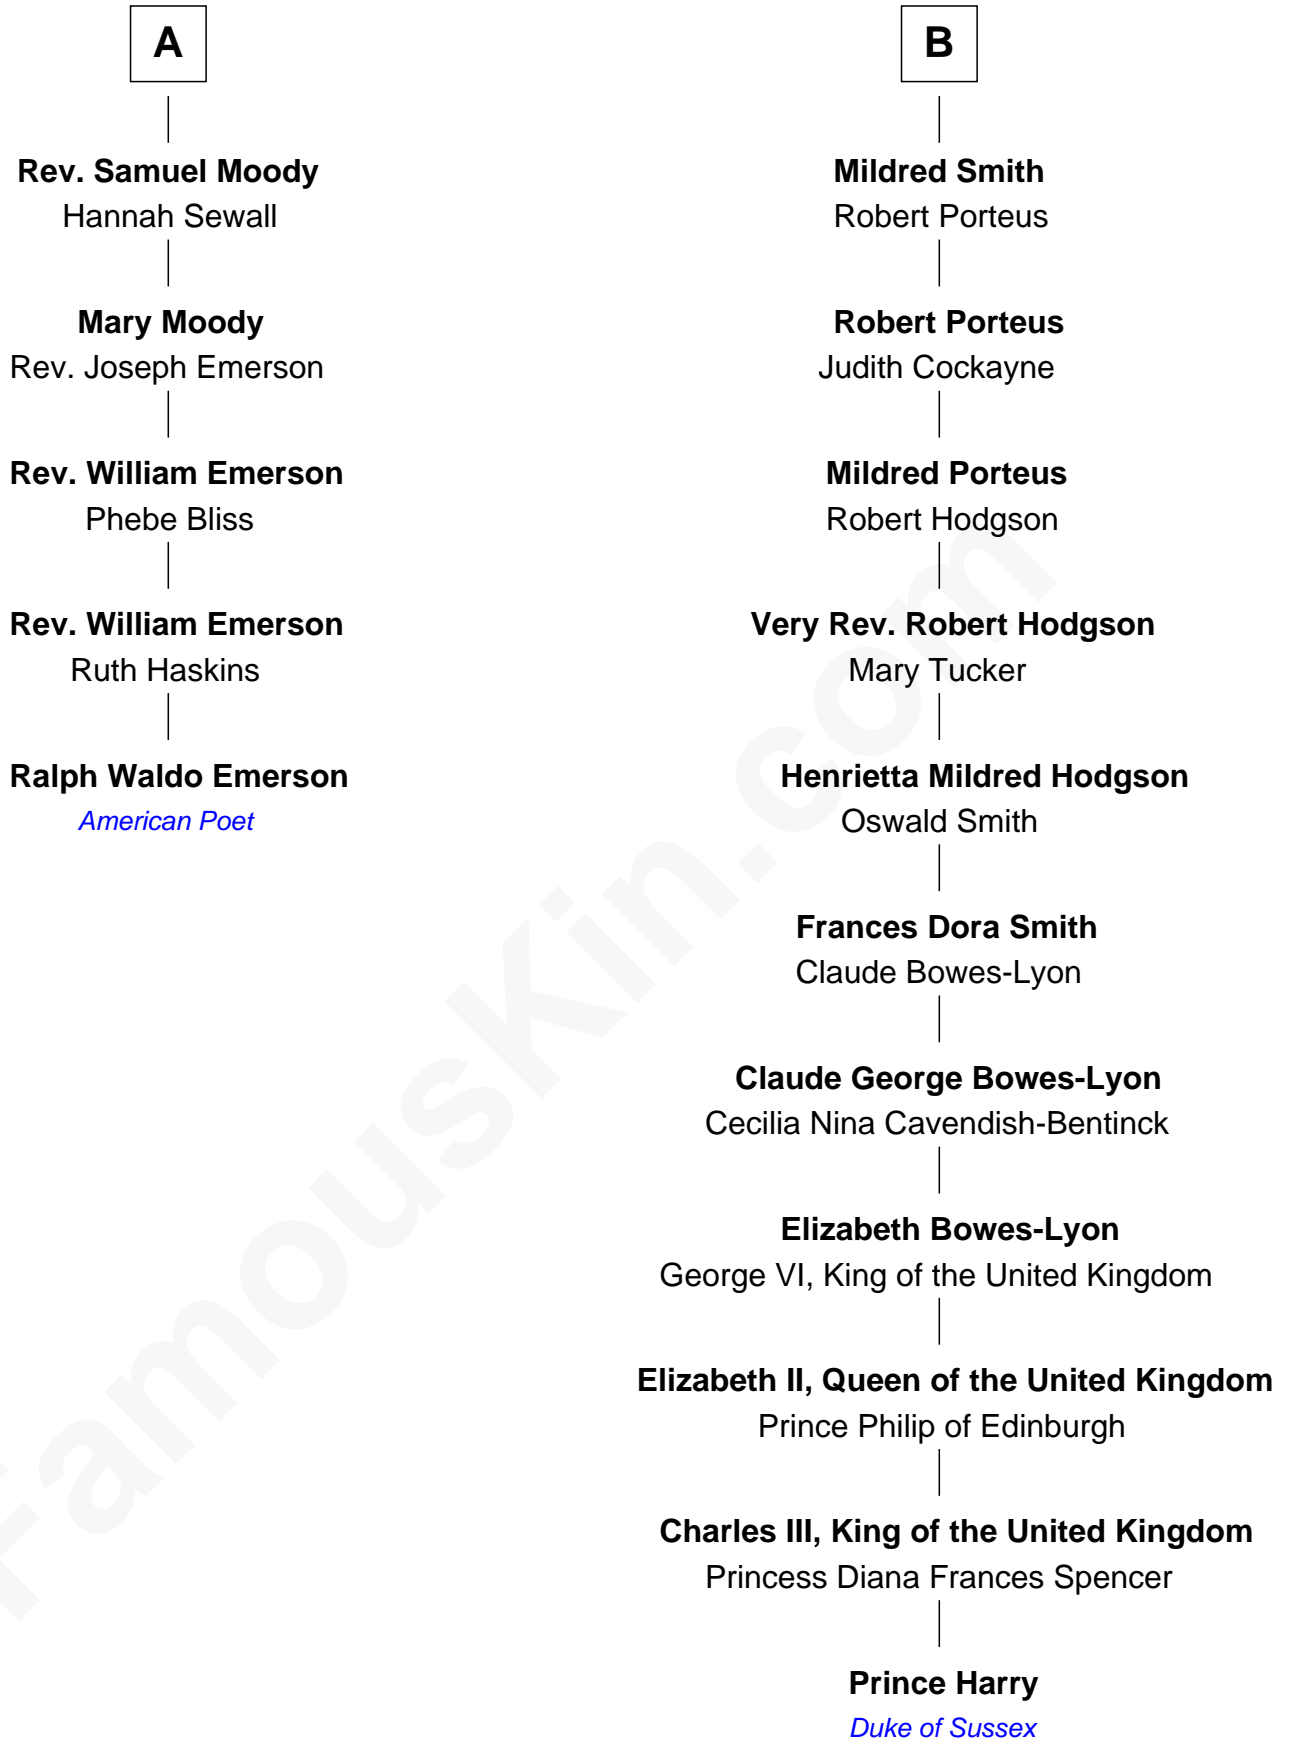 A
Rev. Samuel Moody
Hannah Sewall
Mary Moody
Rev. Joseph Emerson
Rev. William Emerson
Phebe Bliss
Rev. William Emerson
Ruth Haskins
Ralph Waldo Emerson
American Poet
B
Mildred Smith
Robert Porteus
Robert Porteus
Judith Cockayne
Mildred Porteus
Robert Hodgson
Very Rev. Robert Hodgson
Mary Tucker
Henrietta Mildred Hodgson
Oswald Smith
Frances Dora Smith
Claude Bowes-Lyon
Claude George Bowes-Lyon
Cecilia Nina Cavendish-Bentinck
Elizabeth Bowes-Lyon
George VI, King of the United Kingdom
Elizabeth II, Queen of the United Kingdom
Prince Philip of Edinburgh
Charles III, King of the United Kingdom
Princess Diana Frances Spencer
Prince Harry
Duke of Sussex
FamousKin.com